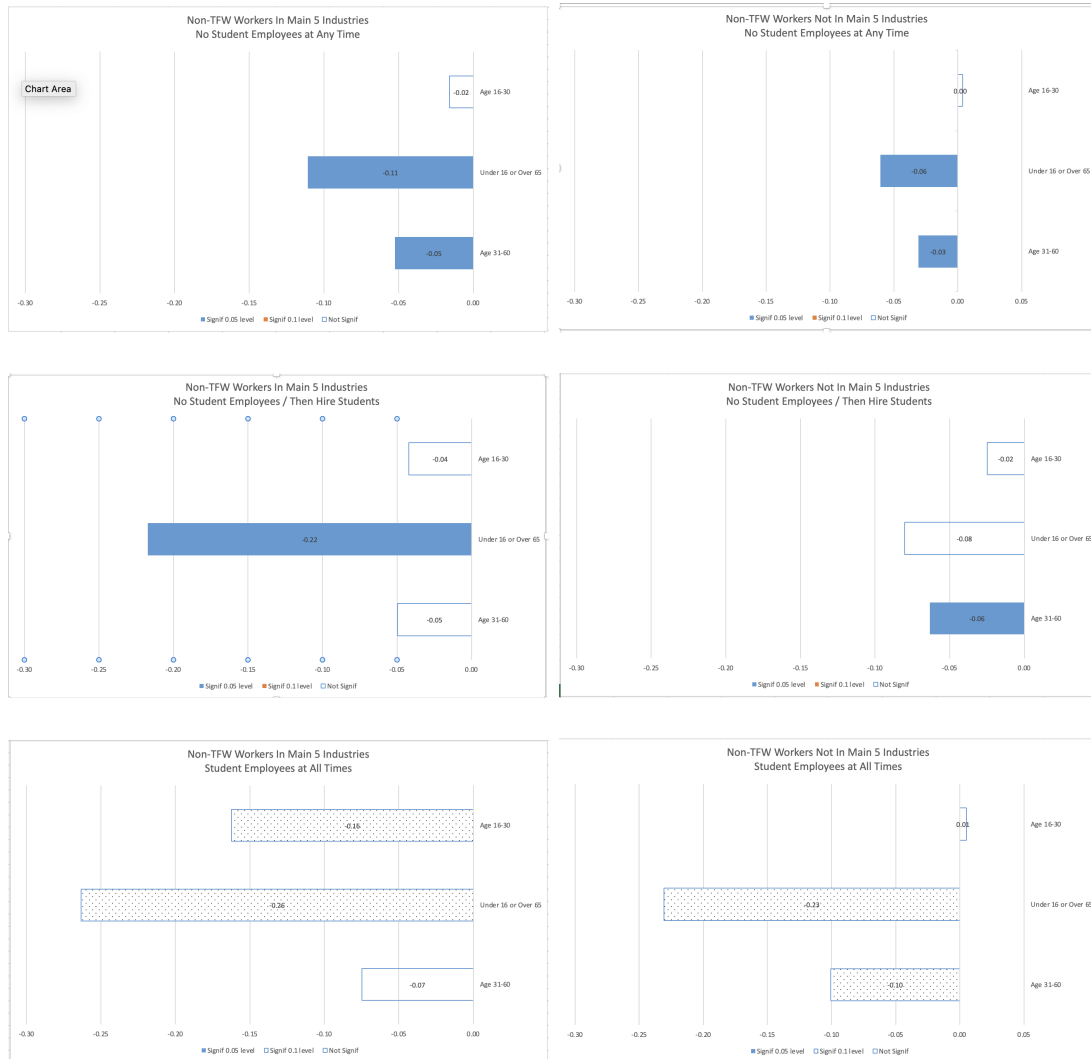 Non-TFW Workers In Main 5 Industries
No Student Employees at Any Time
Chart Area
-0.02 Age 16-30
-0.11 Under 16 or Over 65
-0.05 Age 31-60
-0.30 -0.25 -0.20 -0.15 -0.10 -0.05 0.00
Signif 0.05 level Signif 0.1 level Not Signif
Non-TFW Workers Not In Main 5 Industries
No Student Employees at Any Time
0.00 Age 16-30
-0.06 Under 16 or Over 65
-0.03 Age 31-60
-0.30 -0.25 -0.20 -0.15 -0.10 -0.05 0.00 0.05
Signif 0.05 level Signif 0.1 level Not Signif
Non-TFW Workers In Main 5 Industries
No Student Employees / Then Hire Students
-0.04 Age 16-30
-0.22 Under 16 or Over 65
-0.05 Age 31-60
-0.30 -0.25 -0.20 -0.15 -0.10 -0.05 0.00
Signif 0.05 level Signif 0.1 level Not Signif
Non-TFW Workers Not In Main 5 Industries
No Student Employees / Then Hire Students
-0.02 Age 16-30
-0.08 Under 16 or Over 65
-0.06 Age 31-60
-0.30 -0.25 -0.20 -0.15 -0.10 -0.05 0.00
Signif 0.05 level Signif 0.1 level Not Signif
Non-TFW Workers In Main 5 Industries
Student Employees at All Times
-0.16 Age 16-30
-0.26 Under 16 or Over 65
-0.07 Age 31-60
-0.30 -0.25 -0.20 -0.15 -0.10 -0.05 0.00
Signif 0.05 level Signif 0.1 level Not Signif
Non-TFW Workers Not In Main 5 Industries
Student Employees at All Times
0.01 Age 16-30
-0.23 Under 16 or Over 65
-0.10 Age 31-60
-0.30 -0.25 -0.20 -0.15 -0.10 -0.05 0.00 0.05
Signif 0.05 level Signif 0.1 level Not Signif